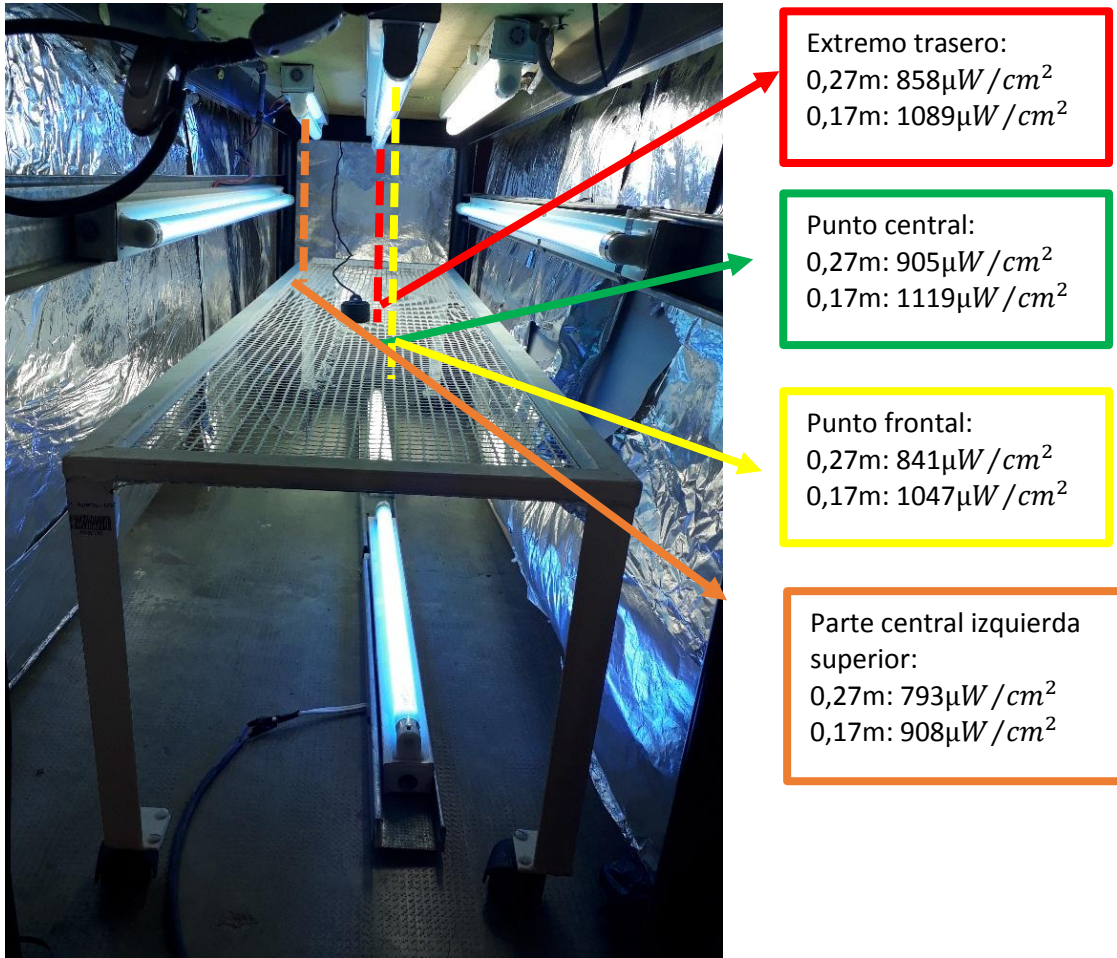 Extremo trasero:
0,27m: 858μW/cm²
0,17m: 1089μW/cm²
Punto central:
0,27m: 905μW/cm²
0,17m: 1119μW/cm²
Punto frontal:
0,27m: 841μW/cm²
0,17m: 1047μW/cm²
Parte central izquierda
superior:
0,27m: 793μW/cm²
0,17m: 908μW/cm²